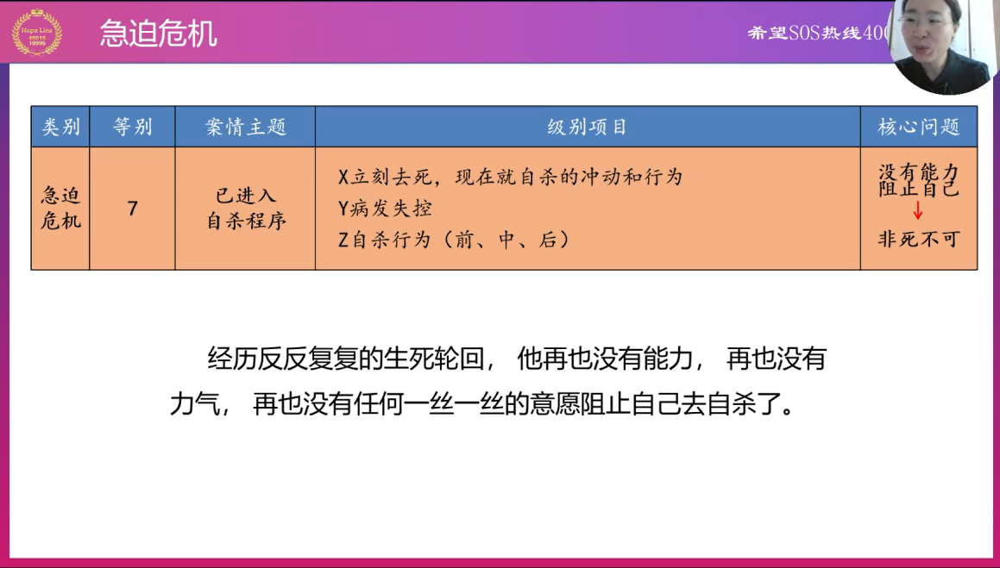 Hope Line
40016
19995
急迫危机
希望SOS热线400
类别
等别
案情主题
级别项目
核心问题
急迫
危机
7
已进入
自杀程序
X立刻去死，现在就自杀的冲动和行为
Y病发失控
Z自杀行为（前、中、后）
没有能力
阻止自己
非死不可
经历反反复复的生死轮回， 他再也没有能力， 再也没有
力气， 再也没有任何一丝一丝的意愿阻止自己去自杀了。